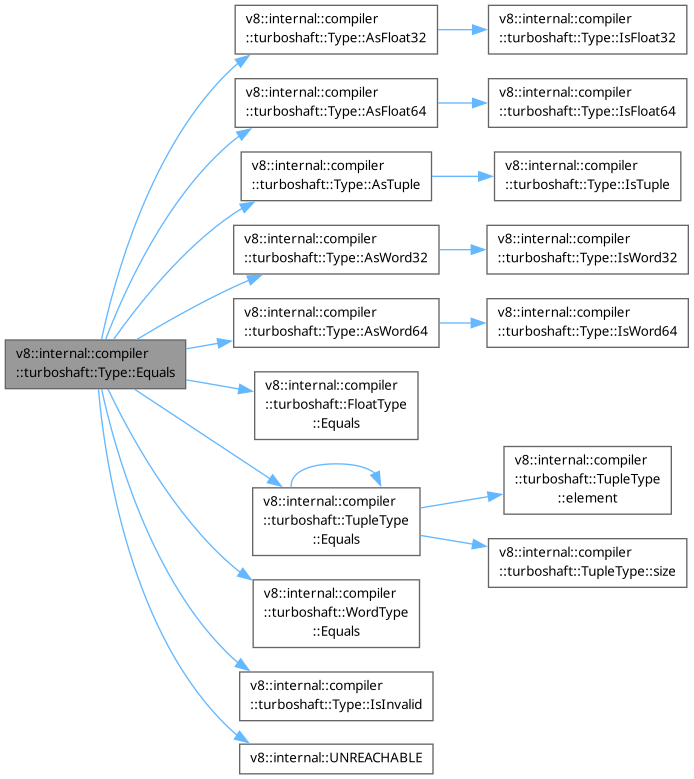 v8::internal::compiler
::turboshaft::Type::AsFloat32
v8::internal::compiler
::turboshaft::Type::IsFloat32
v8::internal::compiler
::turboshaft::Type::AsFloat64
v8::internal::compiler
::turboshaft::Type::IsFloat64
v8::internal::compiler
::turboshaft::Type::AsTuple
v8::internal::compiler
::turboshaft::Type::IsTuple
v8::internal::compiler
::turboshaft::Type::AsWord32
v8::internal::compiler
::turboshaft::Type::IsWord32
v8::internal::compiler
::turboshaft::Type::AsWord64
v8::internal::compiler
::turboshaft::Type::IsWord64
v8::internal::compiler
::turboshaft::Type::Equals
v8::internal::compiler
::turboshaft::FloatType
::Equals
v8::internal::compiler
::turboshaft::TupleType
::element
v8::internal::compiler
::turboshaft::TupleType
::Equals
v8::internal::compiler
::turboshaft::TupleType::size
v8::internal::compiler
::turboshaft::WordType
::Equals
v8::internal::compiler
::turboshaft::Type::IsInvalid
v8::internal::UNREACHABLE